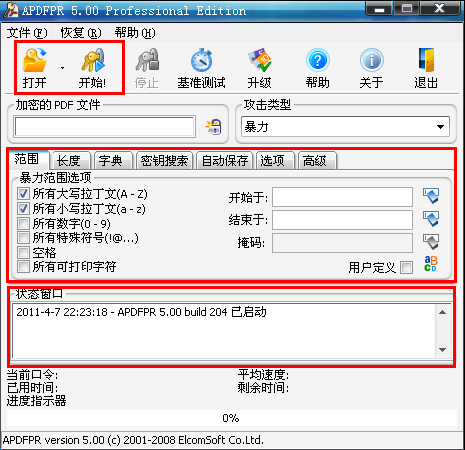 APDFPR 5.00 Professional Edition
文件(F) 恢复(R) 帮助(H)
打开 开始! 停止 基准测试 升级 帮助 关于 退出
加密的 PDF 文件 攻击类型
暴力
范围 长度 字典 密钥搜索 自动保存 选项 高级
暴力范围选项
所有大写拉丁文(A - Z) 开始于:
所有小写拉丁文(a - z)
所有数字(0 - 9) 结束于:
所有特殊符号(!@...) 掩码:
空格
所有可打印字符 用户定义
状态窗口
2011-4-7 22:23:18 - APDFPR 5.00 build 204 已启动
当前口令: 平均速度:
已用时间: 剩余时间:
进度指示器
0%
APDFPR version 5.00 (c) 2001-2008 ElcomSoft Co.Ltd.